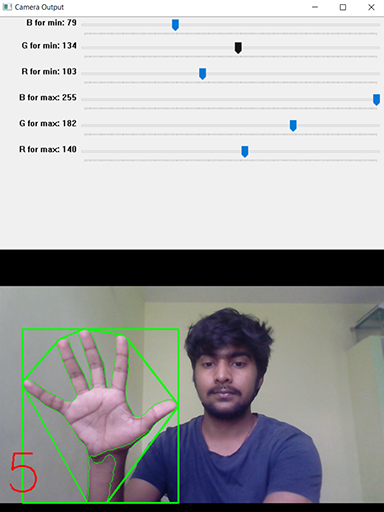 Camera Output
B for min: 79
G for min: 134
R for min: 103
B for max: 255
G for max: 182
R for max: 140
5